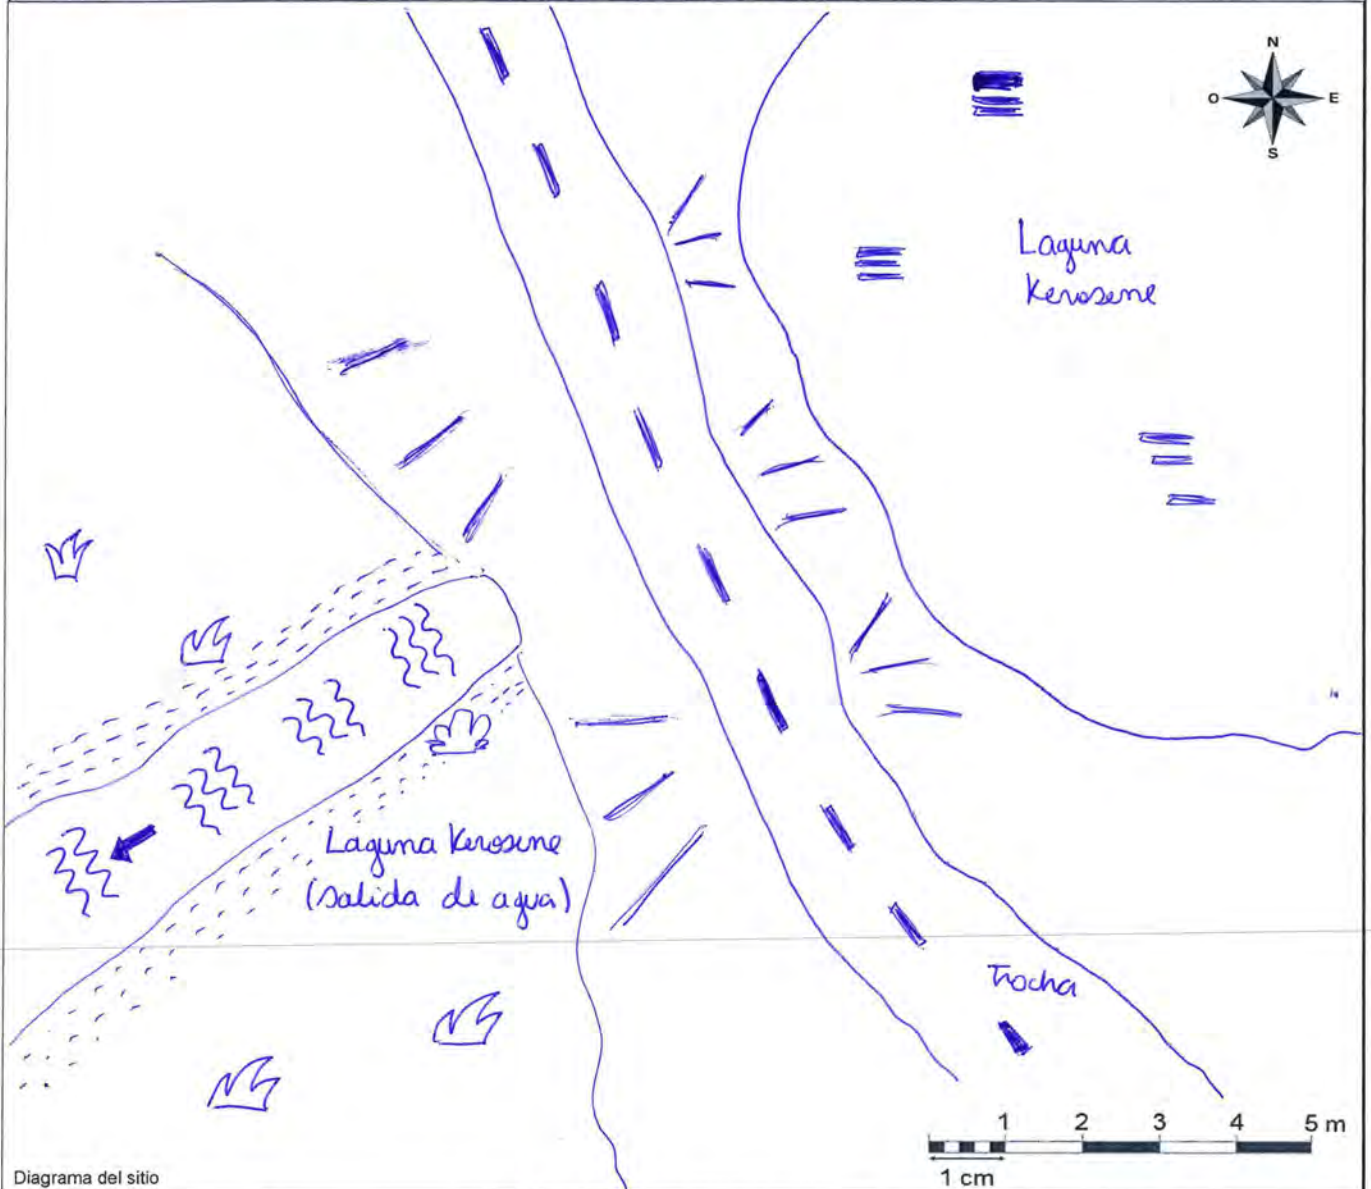 N
O E
S
Laguna
Kerosene
Laguna Kerosene
(salida de agua)
Trocha
1 2 3 4 5 m
1 cm
Diagrama del sitio